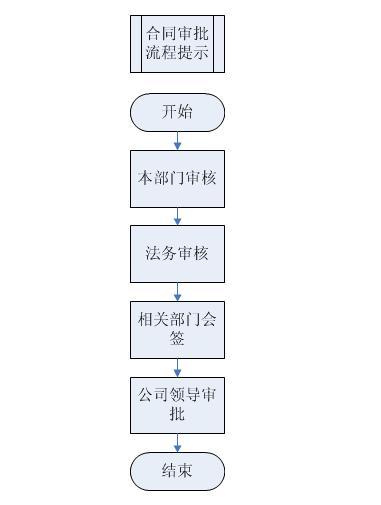 合同审批
流程提示
开始
本部门审核
法务审核
相关部门会
签
公司领导审
批
结束